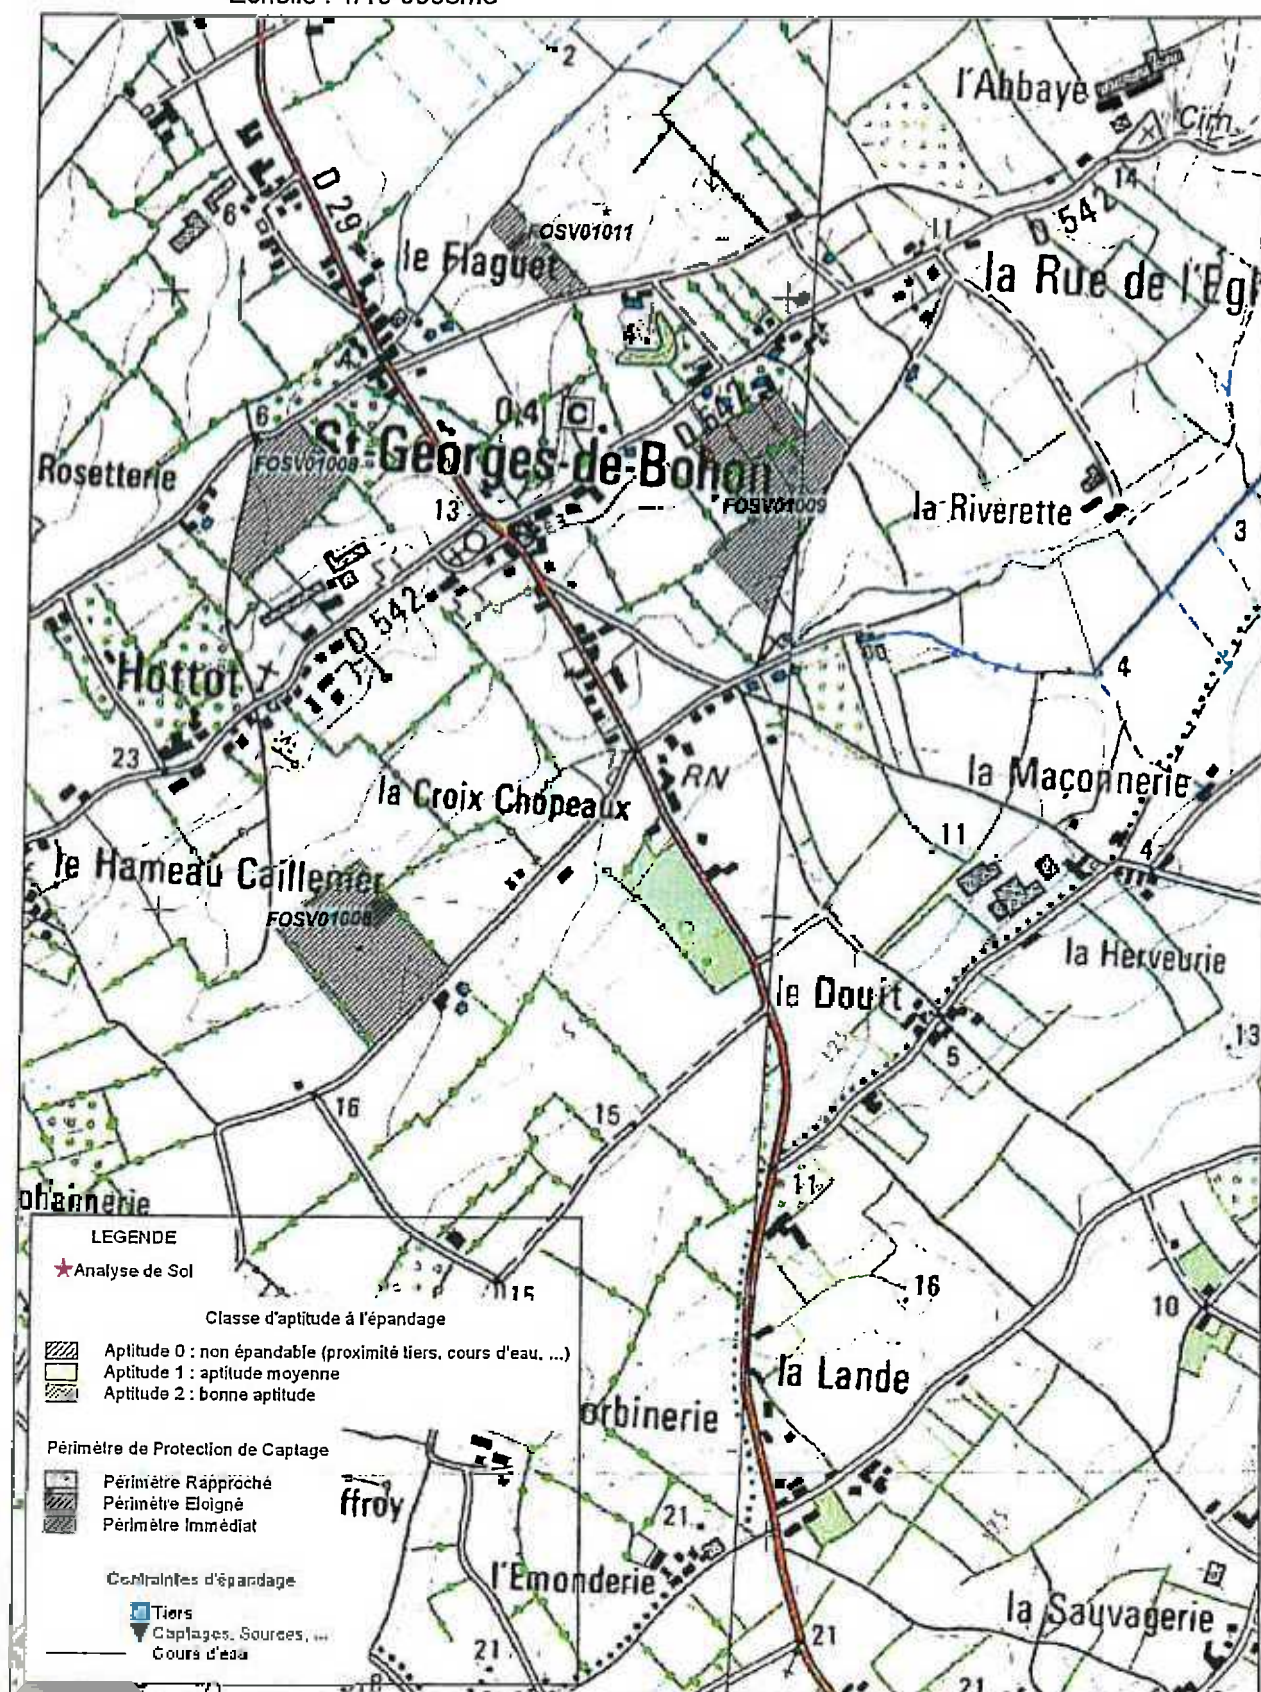 2
l'Abbaye
Cim.
14
D 542
D 29
6
FOSV01011
le Flaguet
11
la Rue de l'Egl
4
6
0,4 C
D 542
St-Georges-de-Bohon
FOSV01008
Rosetterie
13
FOSV01009
la Riverette
3
D 542
Hottot
4
23
la Croix Chopeaux
RN
la Maçonnerie
11
4
le Hameau Caillemer
FOSV01006
la Herveurie
le Douit
13
5
16
15
11
LEGENDE
Analyse de Sol
15
16
10
Classe d'aptitude à l'épandage
Aptitude 0 : non épandable (proximité tiers, cours d'eau, ...)
Aptitude 1 : aptitude moyenne
Aptitude 2 : bonne aptitude
la Lande
orbinerie
Périmètre de Protection de Captage
Périmètre Rapproché
Périmètre Eloigné
Périmètre Immédiat
ffroy
21
l'Emonderie
Contraintes d'épandage
Tiers
Captages, Sources, ...
Cours d'eau
la Sauvagerie
21
21
21